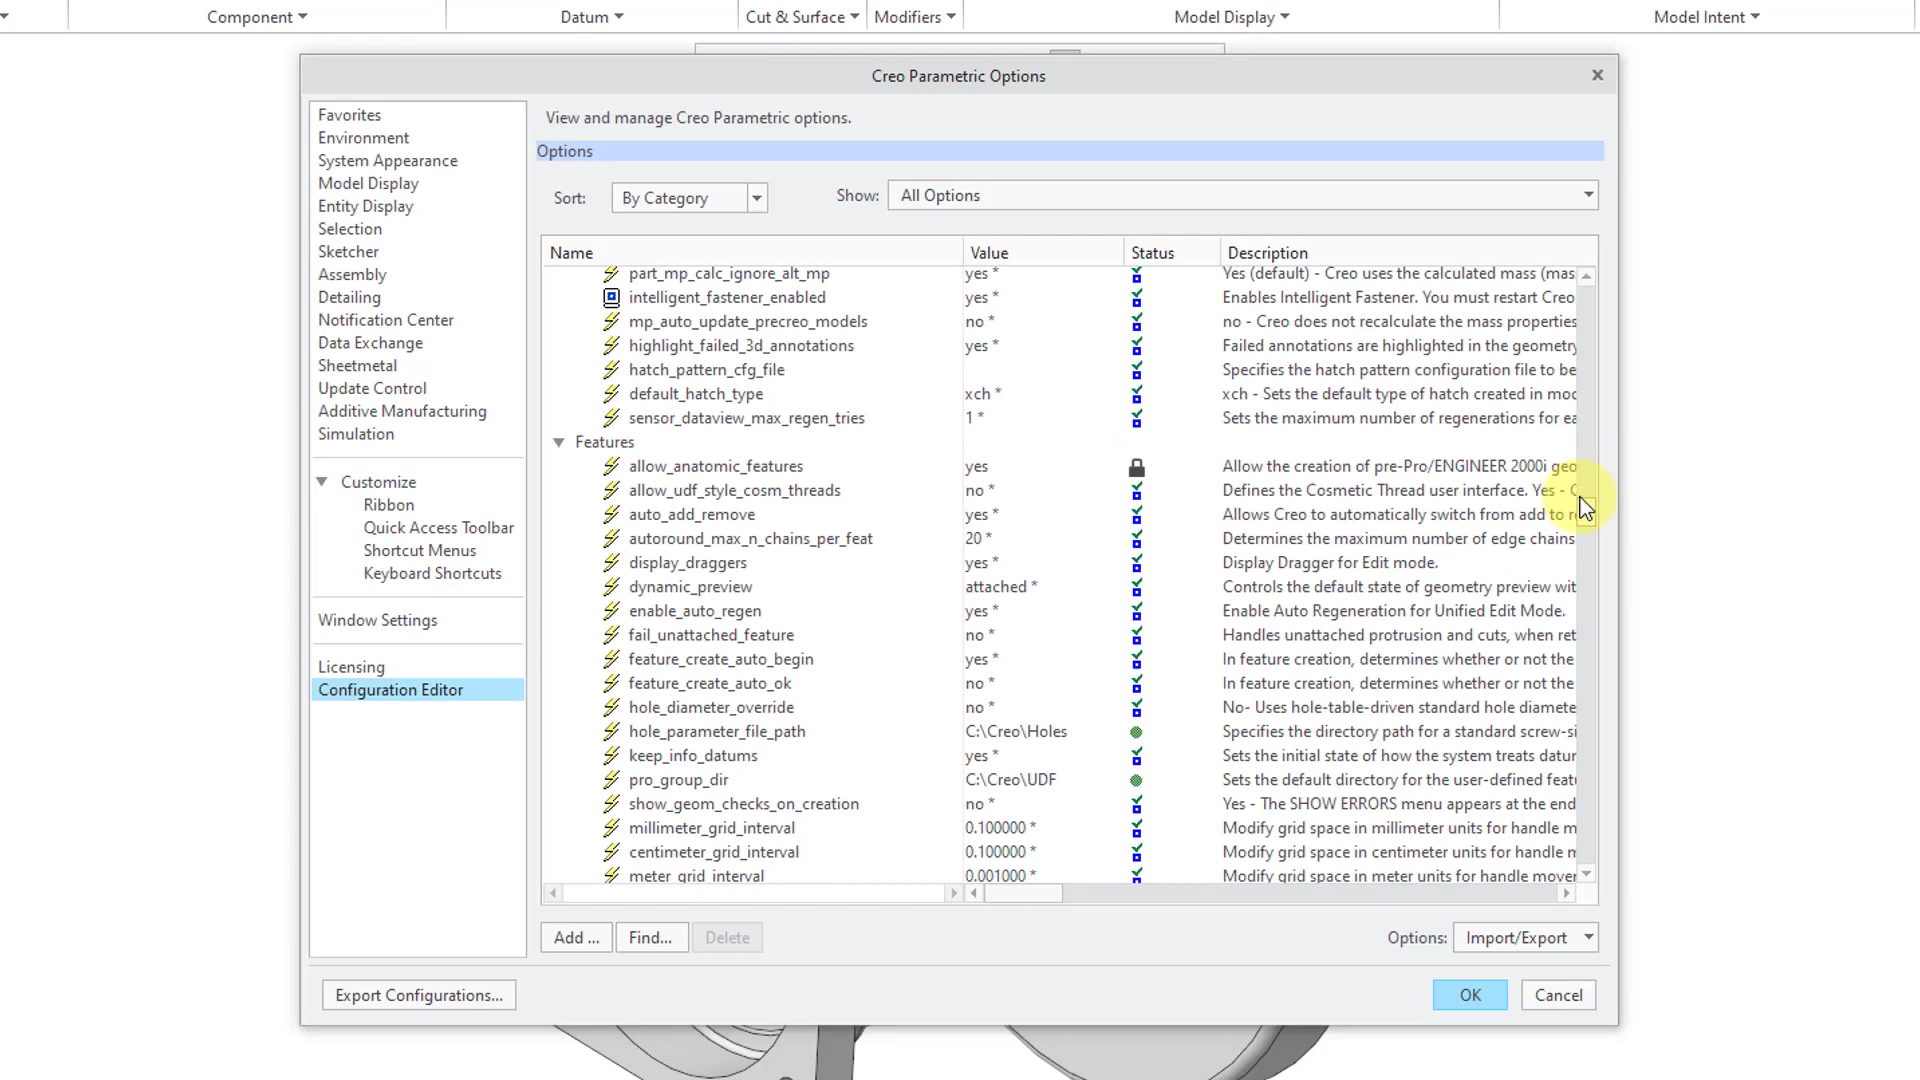 Component Datum Cut & Surface Modifiers Model Display Model Intent
Creo Parametric Options
Favorites
Environment
System Appearance
Model Display
Entity Display
Selection
Sketcher
Assembly
Detailing
Notification Center
Data Exchange
Sheetmetal
Update Control
Additive Manufacturing
Simulation
Customize
Ribbon
Quick Access Toolbar
Shortcut Menus
Keyboard Shortcuts
Window Settings
Licensing
Configuration Editor
View and manage Creo Parametric options.
Options
Sort: By Category Show: All Options
Name Value Status Description
part_mp_calc_ignore_alt_mp yes * Yes (default) - Creo uses the calculated mass (mas
intelligent_fastener_enabled yes * Enables Intelligent Fastener. You must restart Creo
mp_auto_update_precreo_models no * no - Creo does not recalculate the mass properties
highlight_failed_3d_annotations yes * Failed annotations are highlighted in the geometry
hatch_pattern_cfg_file Specifies the hatch pattern configuration file to be
default_hatch_type xch * xch - Sets the default type of hatch created in mod
sensor_dataview_max_regen_tries 1 * Sets the maximum number of regenerations for ea
Features
allow_anatomic_features yes Allow the creation of pre-Pro/ENGINEER 2000i geo
allow_udf_style_cosm_threads no * Defines the Cosmetic Thread user interface. Yes - C
auto_add_remove yes * Allows Creo to automatically switch from add to re
autoround_max_n_chains_per_feat 20 * Determines the maximum number of edge chains
display_draggers yes * Display Dragger for Edit mode.
dynamic_preview attached * Controls the default state of geometry preview wit
enable_auto_regen yes * Enable Auto Regeneration for Unified Edit Mode.
fail_unattached_feature no * Handles unattached protrusion and cuts, when ret
feature_create_auto_begin yes * In feature creation, determines whether or not the
feature_create_auto_ok no * In feature creation, determines whether or not the
hole_diameter_override no * No- Uses hole-table-driven standard hole diamete
hole_parameter_file_path C:\Creo\Holes Specifies the directory path for a standard screw-si
keep_info_datums yes * Sets the initial state of how the system treats datur
pro_group_dir C:\Creo\UDF Sets the default directory for the user-defined featu
show_geom_checks_on_creation no * Yes - The SHOW ERRORS menu appears at the end
millimeter_grid_interval 0.100000 * Modify grid space in millimeter units for handle m
centimeter_grid_interval 0.100000 * Modify grid space in centimeter units for handle m
meter_grid_interval 0.001000 * Modify grid space in meter units for handle mover
Add ... Find... Delete Options: Import/Export
Export Configurations... OK Cancel